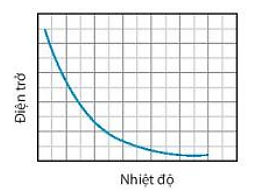 Điện trở
Nhiệt độ